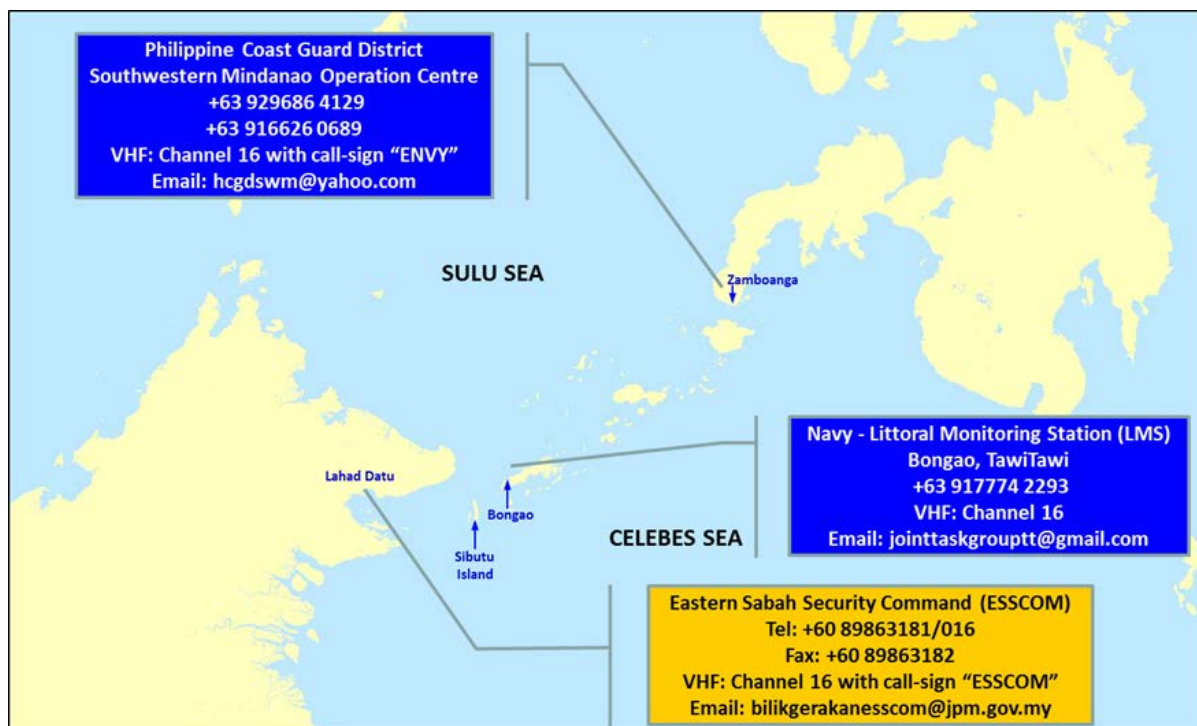 Philippine Coast Guard District
Southwestern Mindanao Operation Centre
+63 929686 4129
+63 916626 0689
VHF: Channel 16 with call-sign “ENVY”
Email: hcgdswm@yahoo.com
SULU SEA
Zamboanga
Lahad Datu
Bongao
Sibutu
Island
CELEBES SEA
Navy - Littoral Monitoring Station (LMS)
Bongao, TawiTawi
+63 917774 2293
VHF: Channel 16
Email: jointtaskgrouptt@gmail.com
Eastern Sabah Security Command (ESSCOM)
Tel: +60 89863181/016
Fax: +60 89863182
VHF: Channel 16 with call-sign “ESSCOM”
Email: bilikgerakanesscom@jpm.gov.my